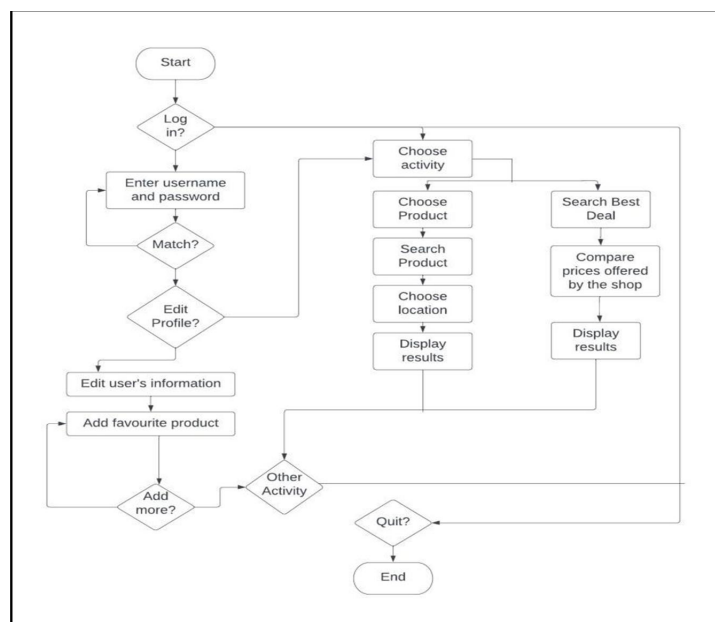 Start
Log
in?
Enter username
and password
Match?
Edit
Profile?
Edit user's information
Add favourite product
Add
more?
Choose
activity
Choose
Product
Search
Product
Choose
location
Display
results
Search Best
Deal
Compare
prices offered
by the shop
Display
results
Other
Activity
Quit?
End